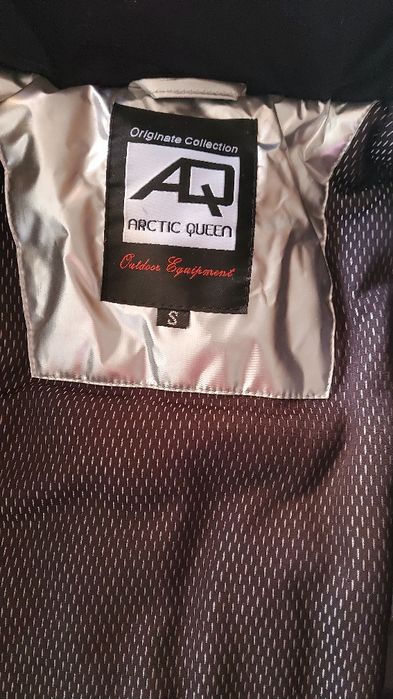 Originate Collection
AQ
ARCTIC QUEEN
Outdoor Equipment
S